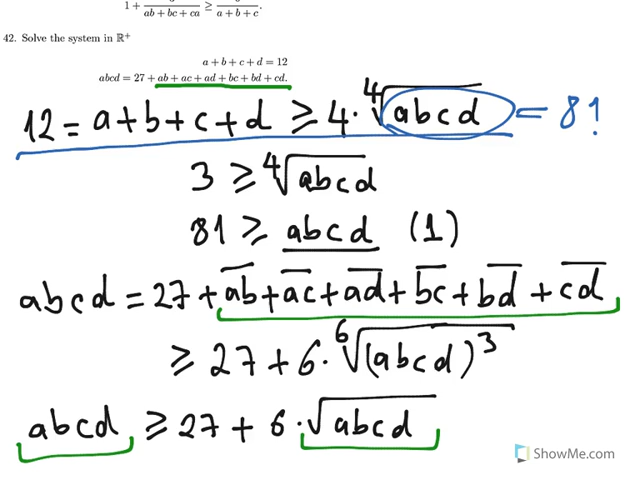 1 + ─── ≥ ───.
ab + bc + ca a + b + c
42. Solve the system in ℝ⁺
a + b + c + d = 12
abcd = 27 + ab + ac + ad + bc + bd + cd.
12 = a + b + c + d ≥ 4 · ∜(abcd) = 81
3 ≥ ∜(abcd)
81 ≥ abcd (1)
abcd = 27 + ab + ac + ad + bc + bd + cd
≥ 27 + 6 · ⁶√((abcd)³)
abcd ≥ 27 + 6 · √(abcd)
ShowMe.com